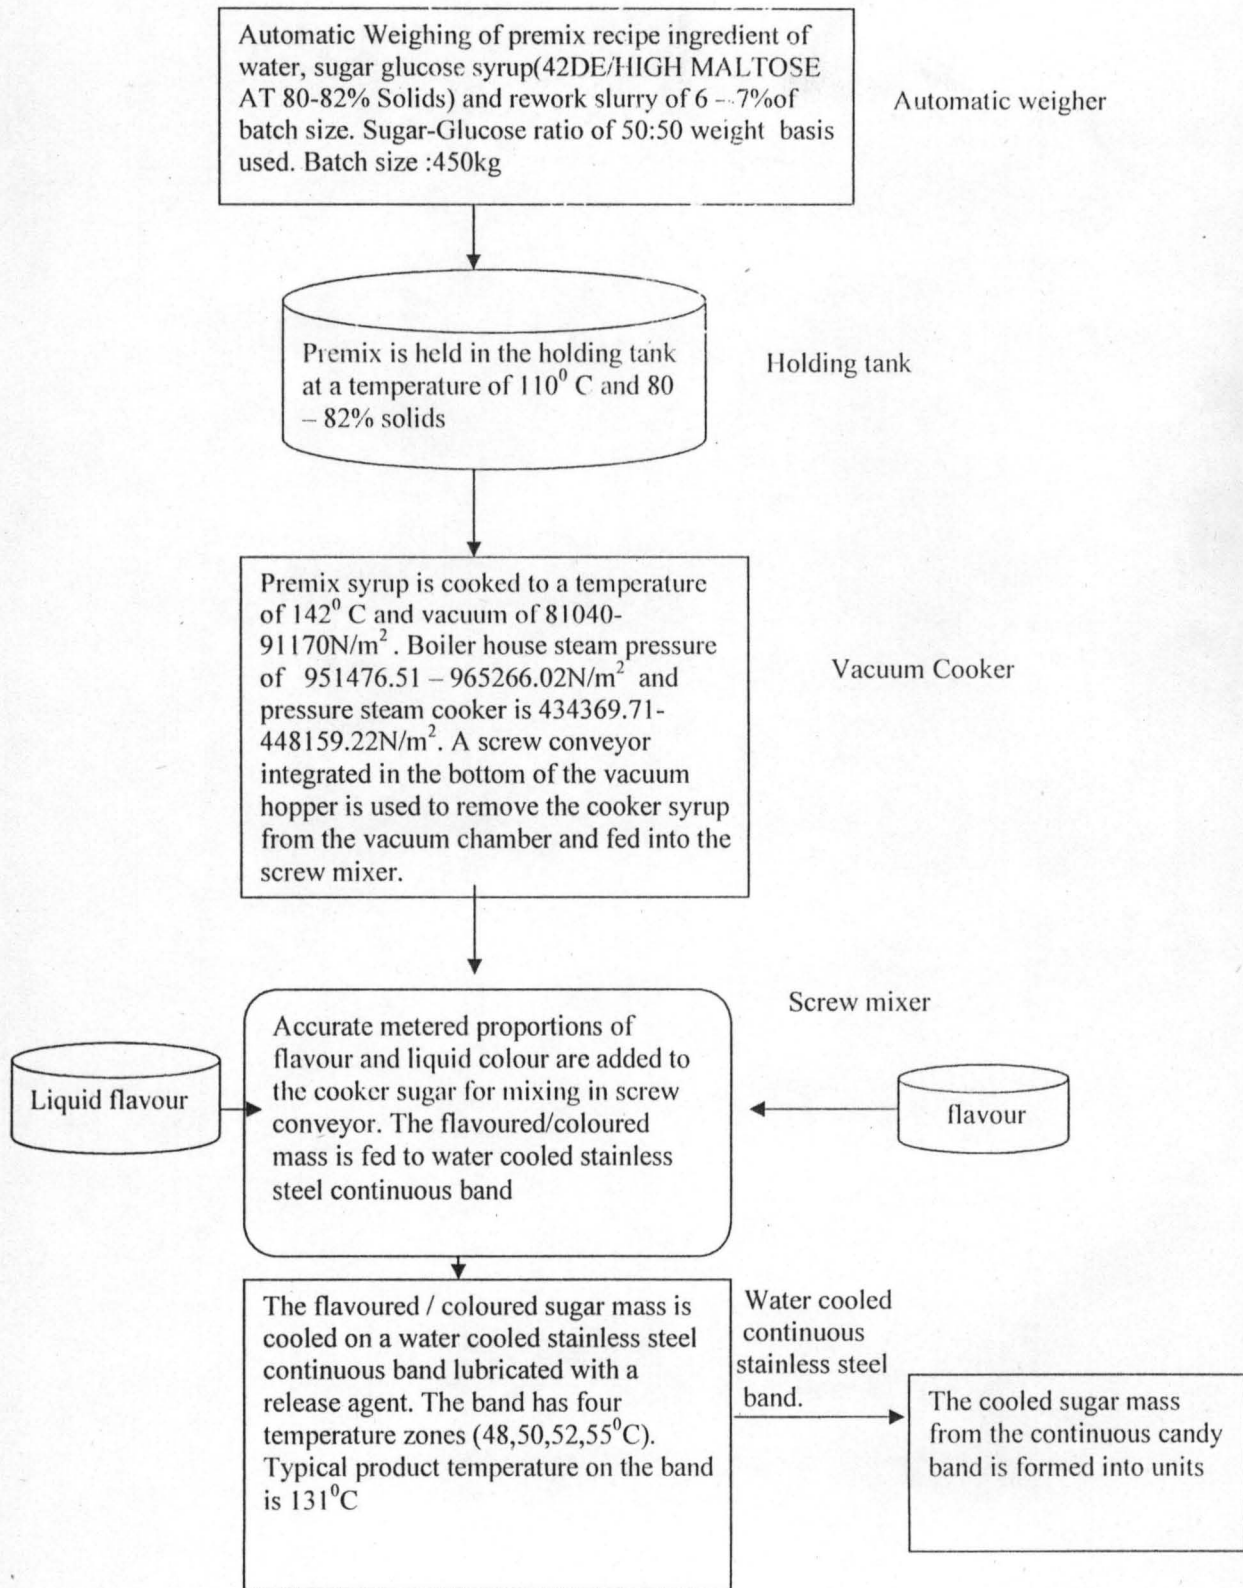 Automatic Weighing of premix recipe ingredient of
water, sugar glucose syrup(42DE/HIGH MALTOSE
AT 80-82% Solids) and rework slurry of 6 – 7%of
batch size. Sugar-Glucose ratio of 50:50 weight basis
used. Batch size :450kg
Automatic weigher
Premix is held in the holding tank
at a temperature of 110⁰ C and 80
– 82% solids
Holding tank
Premix syrup is cooked to a temperature
of 142⁰ C and vacuum of 81040-
91170N/m² . Boiler house steam pressure
of 951476.51 – 965266.02N/m² and
pressure steam cooker is 434369.71-
448159.22N/m². A screw conveyor
integrated in the bottom of the vacuum
hopper is used to remove the cooker syrup
from the vacuum chamber and fed into the
screw mixer.
Vacuum Cooker
Screw mixer
Accurate metered proportions of
flavour and liquid colour are added to
the cooker sugar for mixing in screw
conveyor. The flavoured/coloured
mass is fed to water cooled stainless
steel continuous band
Liquid flavour
flavour
The flavoured / coloured sugar mass is
cooled on a water cooled stainless steel
continuous band lubricated with a
release agent. The band has four
temperature zones (48,50,52,55⁰C).
Typical product temperature on the band
is 131⁰C
Water cooled
continuous
stainless steel
band.
The cooled sugar mass
from the continuous candy
band is formed into units